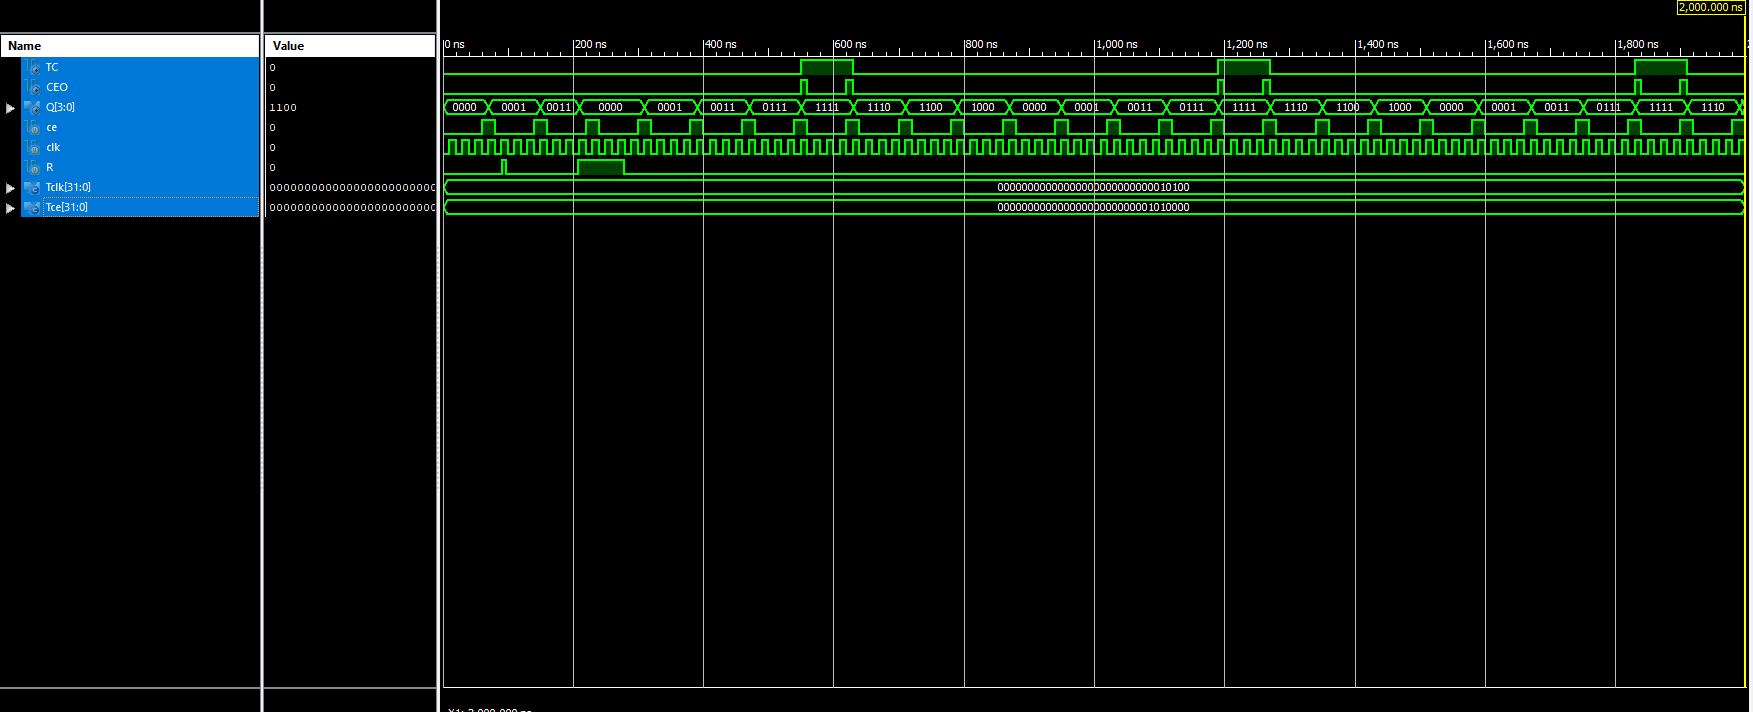 2,000.000 ns
Name Value 0 ns 200 ns 400 ns 600 ns 800 ns 1,000 ns 1,200 ns 1,400 ns 1,600 ns 1,800 ns
TC 0
CEO 0
Q[3:0] 1100 0000 0001 0011 0000 0001 0011 0111 1111 1110 1100 1000 0000 0001 0011 0111 1111 1110 1100 1000 0000 0001 0011 0111 1111 1110
ce 0
clk 0
R 0
Tclk[31:0] 000000000000000000000000 00000000000000000000000000010100
Tce[31:0] 000000000000000000000000 00000000000000000000000001010000